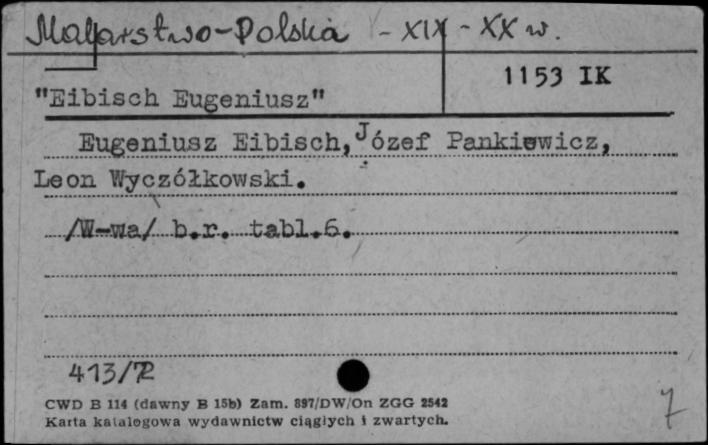 Malarstwo-Polska - XIX - XX w.
1153 IK
"Eibisch Eugeniusz"
Eugeniusz Eibisch, Józef Pankiewicz,
Leon Wyczółkowski.
/W-wa/ b.r. tabl.6.
413/72
CWD B 114 (dawny B 15b) Zam. 897/DW/On ZGG 2542
Karta katalogowa wydawnictw ciągłych i zwartych.
7